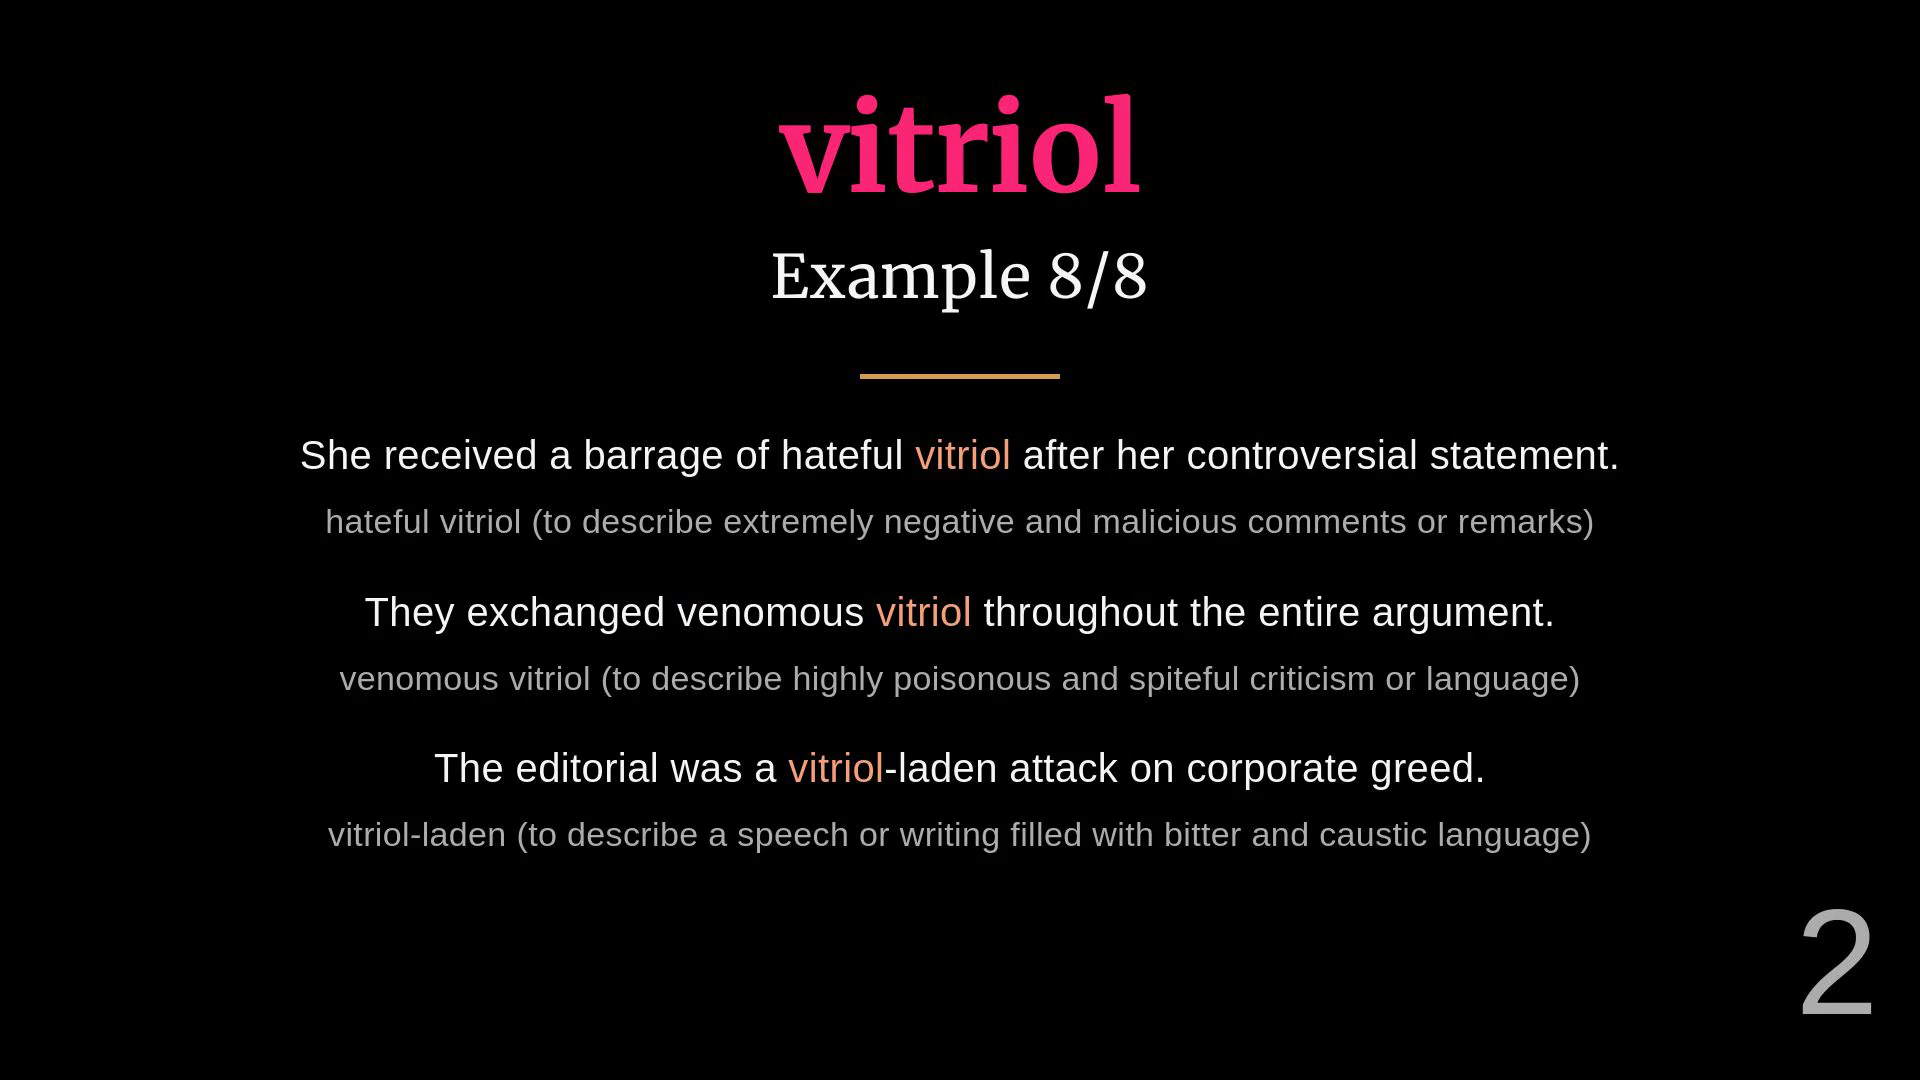 vitriol
Example 8/8
She received a barrage of hateful vitriol after her controversial statement.
hateful vitriol (to describe extremely negative and malicious comments or remarks)
They exchanged venomous vitriol throughout the entire argument.
venomous vitriol (to describe highly poisonous and spiteful criticism or language)
The editorial was a vitriol-laden attack on corporate greed.
vitriol-laden (to describe a speech or writing filled with bitter and caustic language)
2